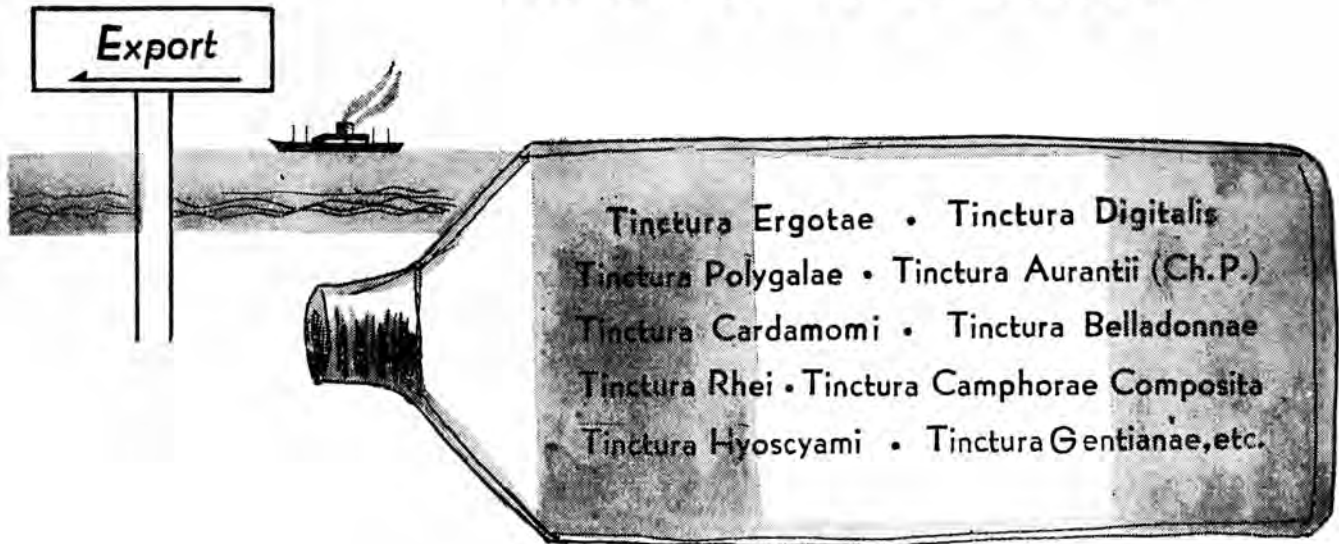 Export
Tinctura Ergotae • Tinctura Digitalis
Tinctura Polygalae • Tinctura Aurantii (Ch.P.)
Tinctura Cardamomi • Tinctura Belladonnae
Tinctura Rhei • Tinctura Camphorae Composita
Tinctura Hyoscyami • Tinctura Gentianae, etc.